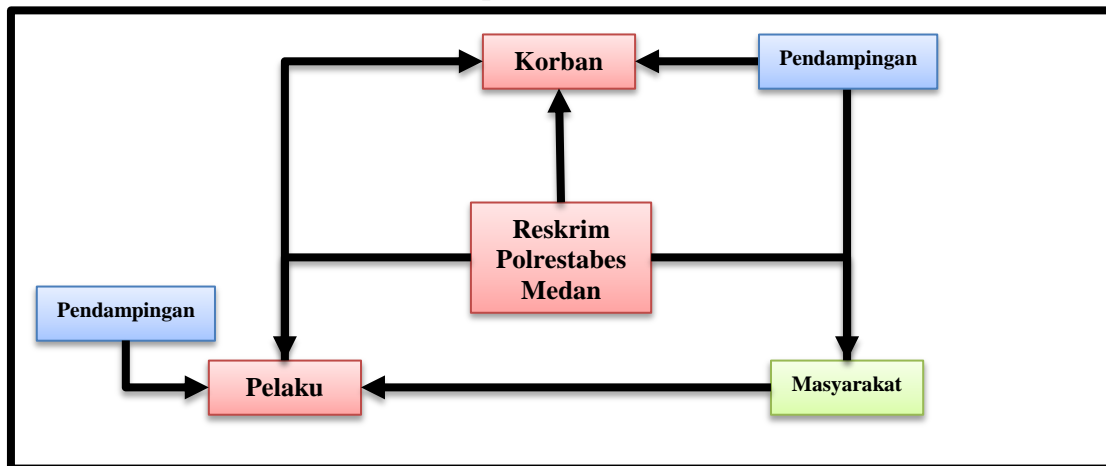 Korban
Pendampingan
Reskrim
Polrestabes
Medan
Pendampingan
Pelaku
Masyarakat